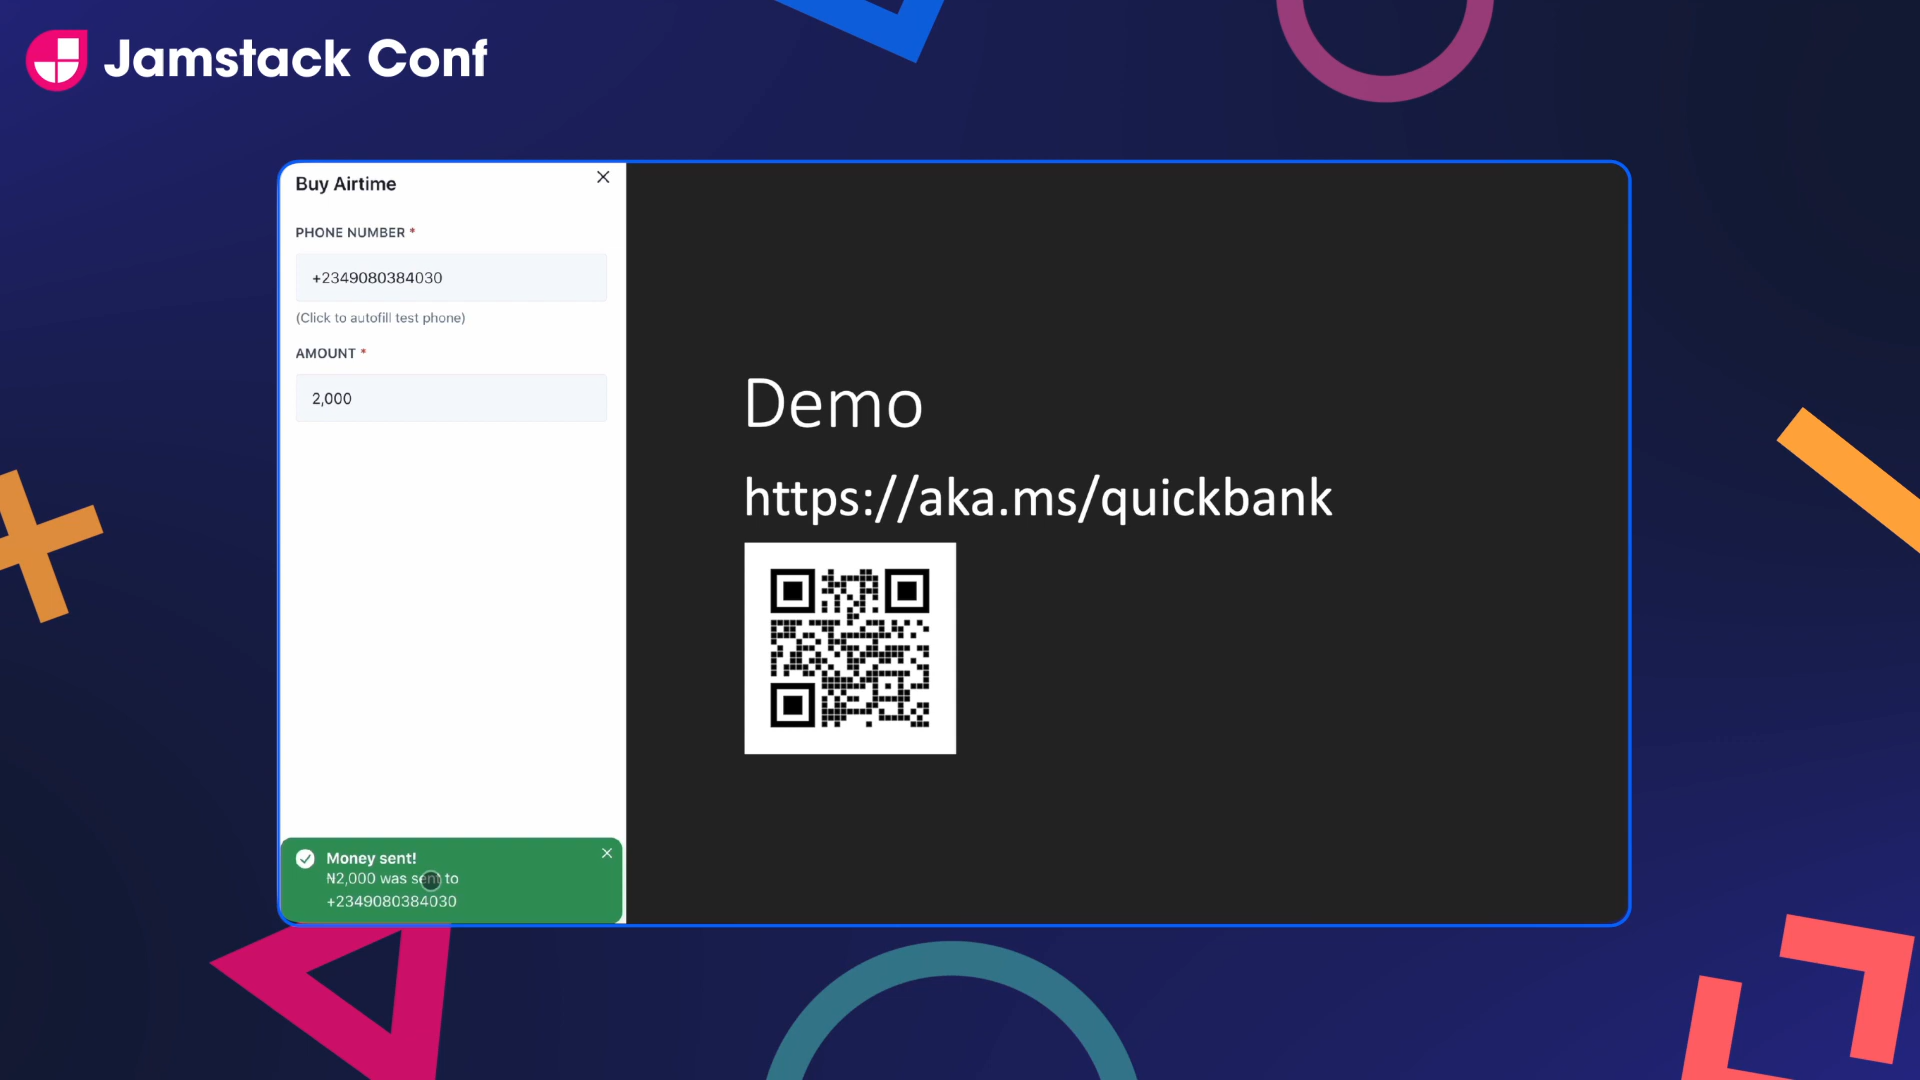 Jamstack Conf
Buy Airtime
PHONE NUMBER *
+2349080384030
(Click to autofill test phone)
AMOUNT *
2,000
Money sent!
₦2,000 was sent to
+2349080384030
Demo
https://aka.ms/quickbank